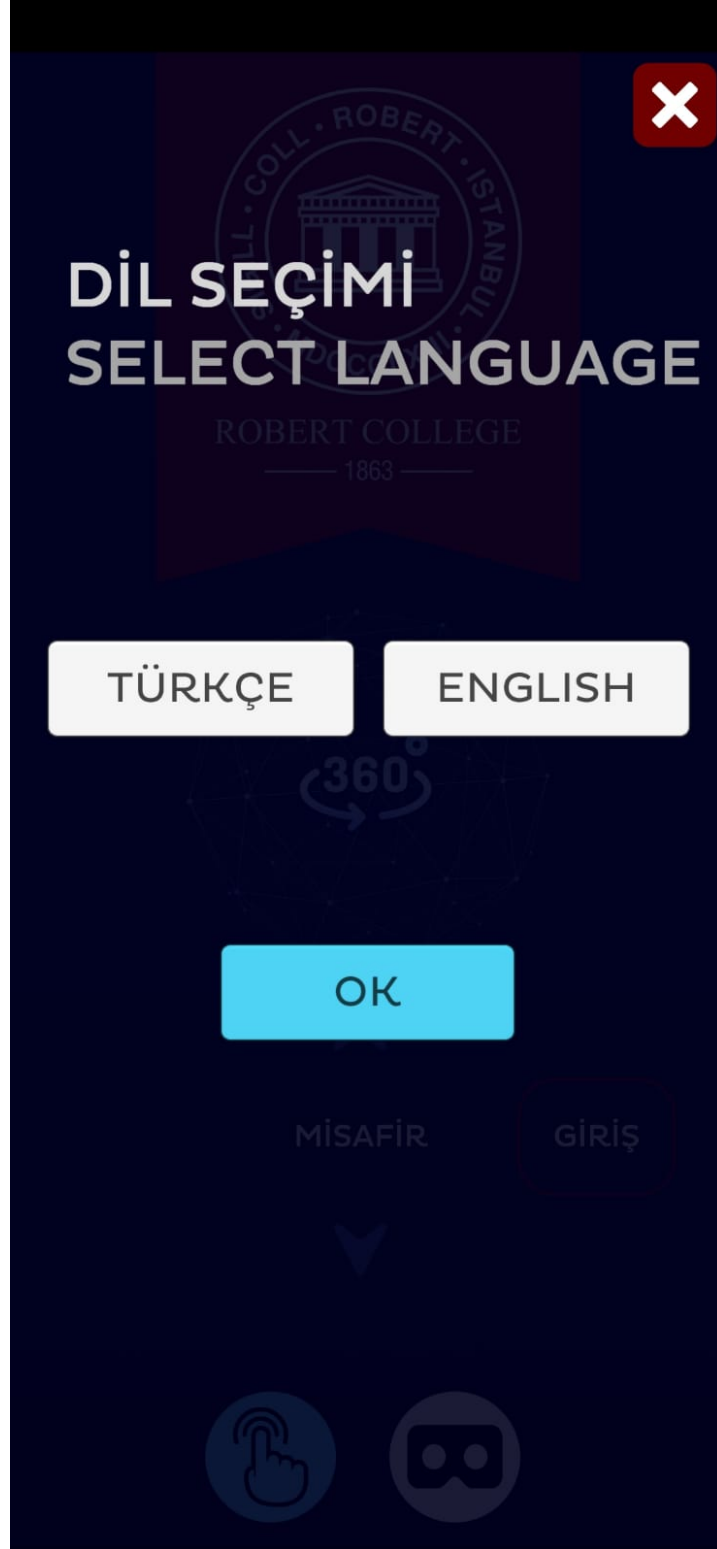 DİL SEÇİMİ
SELECT LANGUAGE
ROBERT COLLEGE
1863
TÜRKÇE
ENGLISH
360°
OK
MİSAFİR
GİRİŞ